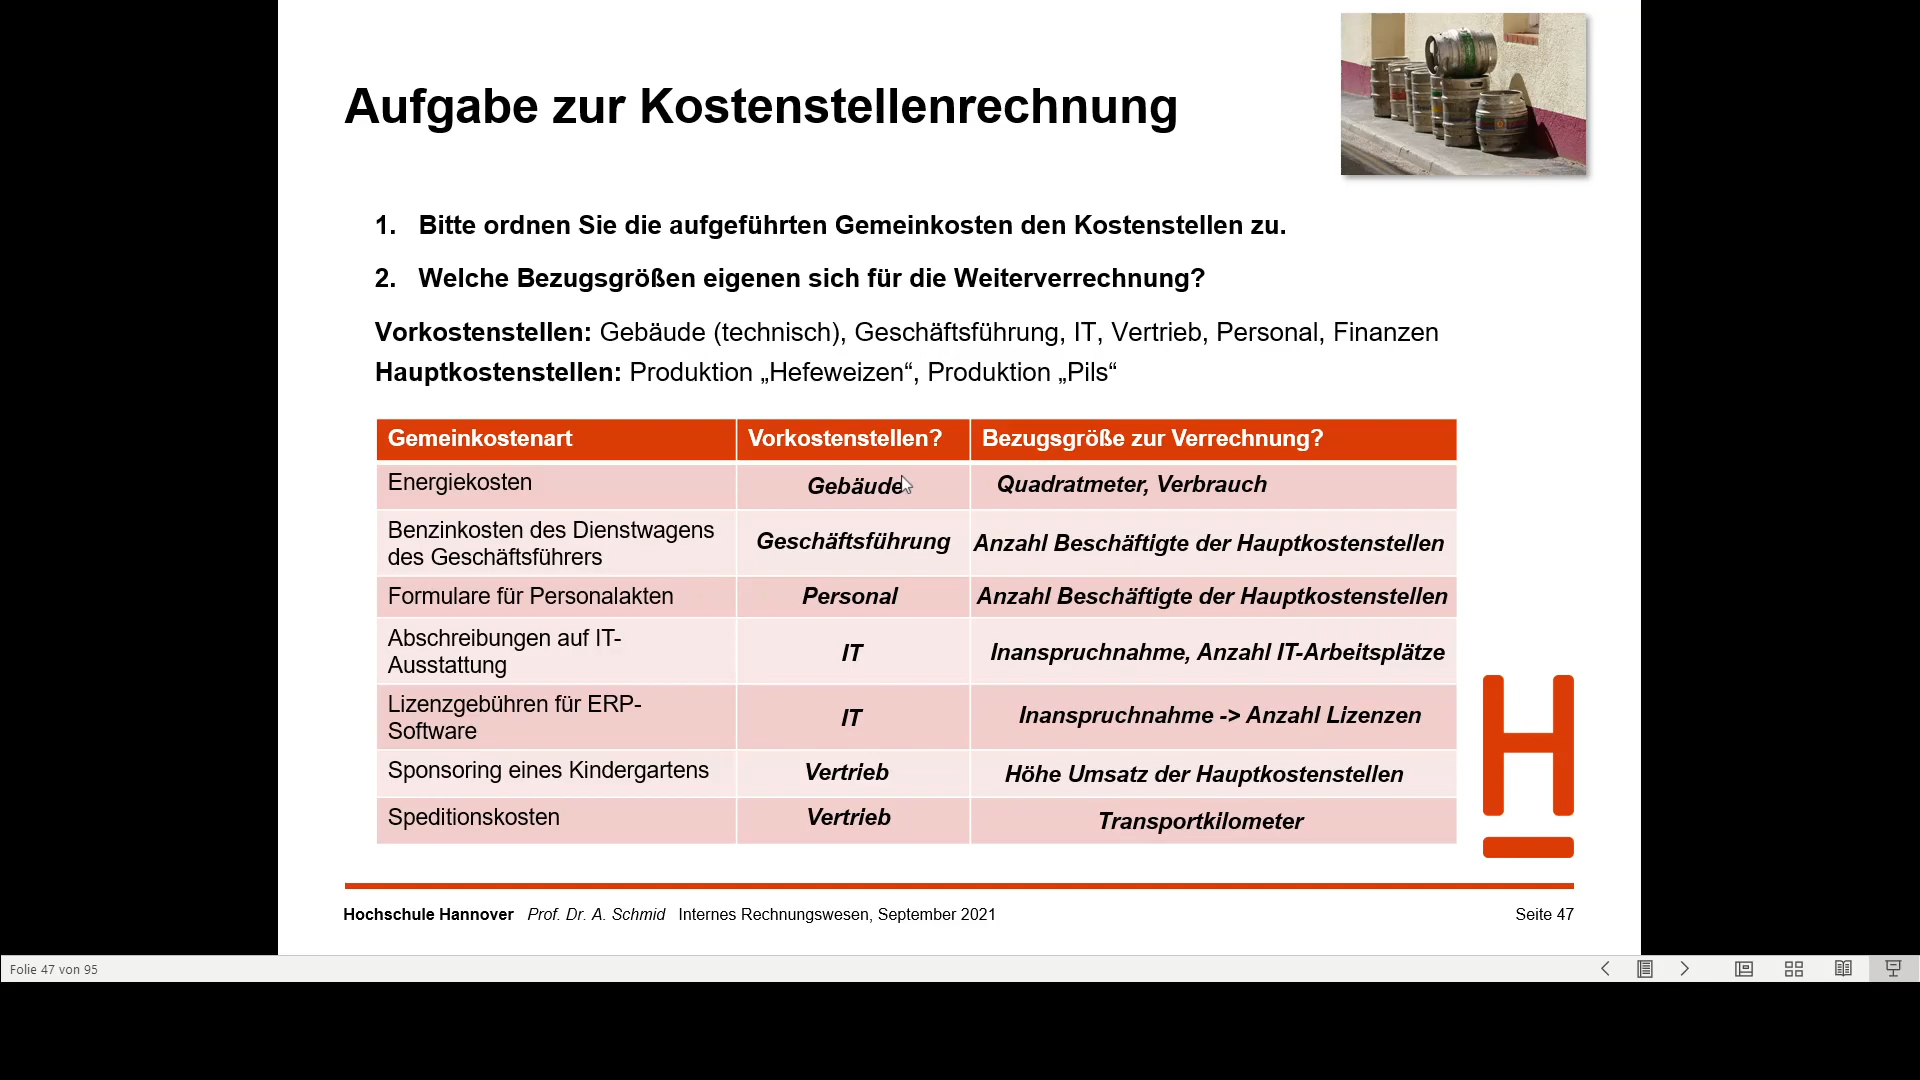 Aufgabe zur Kostenstellenrechnung
1. Bitte ordnen Sie die aufgeführten Gemeinkosten den Kostenstellen zu.
2. Welche Bezugsgrößen eigenen sich für die Weiterverrechnung?
Vorkostenstellen: Gebäude (technisch), Geschäftsführung, IT, Vertrieb, Personal, Finanzen
Hauptkostenstellen: Produktion „Hefeweizen“, Produktion „Pils“
Gemeinkostenart Vorkostenstellen? Bezugsgröße zur Verrechnung?
Energiekosten Gebäude Quadratmeter, Verbrauch
Benzinkosten des Dienstwagens
des Geschäftsführers Geschäftsführung Anzahl Beschäftigte der Hauptkostenstellen
Formulare für Personalakten Personal Anzahl Beschäftigte der Hauptkostenstellen
Abschreibungen auf IT-
Ausstattung IT Inanspruchnahme, Anzahl IT-Arbeitsplätze
Lizenzgebühren für ERP-
Software IT Inanspruchnahme -> Anzahl Lizenzen
Sponsoring eines Kindergartens Vertrieb Höhe Umsatz der Hauptkostenstellen
Speditionskosten Vertrieb Transportkilometer
H
Hochschule Hannover Prof. Dr. A. Schmid Internes Rechnungswesen, September 2021 Seite 47
Folie 47 von 95